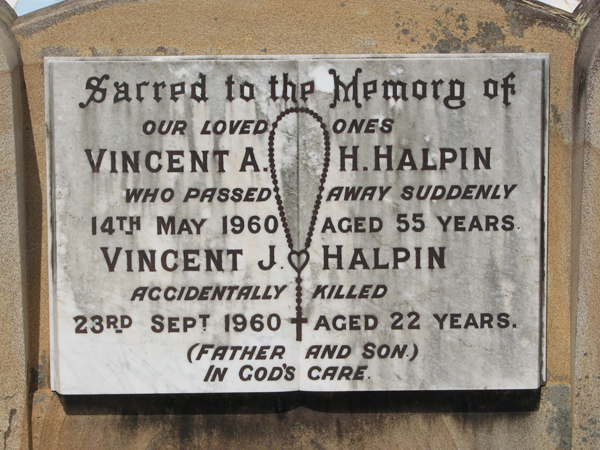 Sacred to the Memory of
OUR LOVED ONES
VINCENT A. H. HALPIN
WHO PASSED AWAY SUDDENLY
14TH MAY 1960 AGED 55 YEARS.
VINCENT J. HALPIN
ACCIDENTALLY KILLED
23RD SEPT 1960 AGED 22 YEARS.
(FATHER AND SON.)
IN GOD'S CARE.